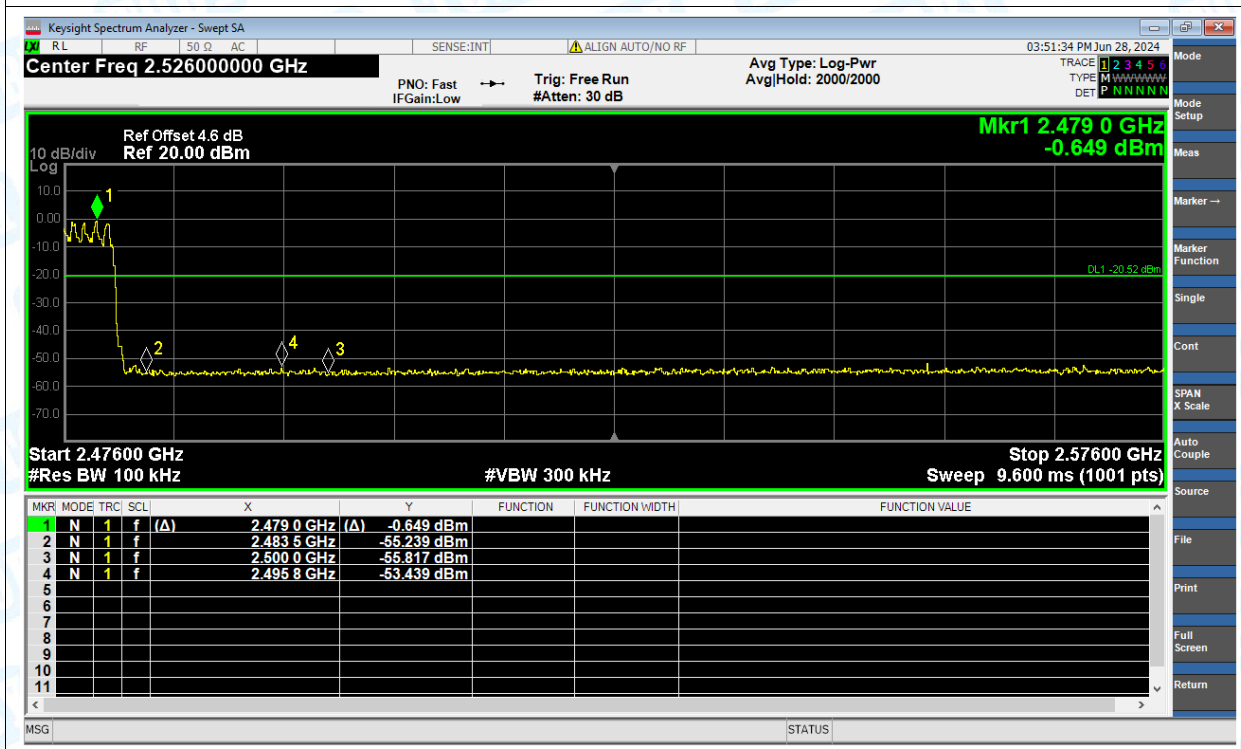 Keysight Spectrum Analyzer - Swept SA
LXI RL RF 50 Ω AC SENSE:INT ALIGN AUTO/NO RF 03:51:34 PM Jun 28, 2024
Center Freq 2.526000000 GHz
PNO: Fast
IFGain:Low
Trig: Free Run
#Atten: 30 dB
Avg Type: Log-Pwr
Avg|Hold: 2000/2000
TRACE 1 2 3 4 5 6
TYPE M W W W W W
DET P N N N N N
Mkr1 2.479 0 GHz
-0.649 dBm
Ref Offset 4.6 dB
10 dB/div Ref 20.00 dBm
Log
10.0
0.00
-10.0
-20.0
-30.0
-40.0
-50.0
-60.0
-70.0
1
2
4
3
DL1 -20.52 dBm
Start 2.47600 GHz Stop 2.57600 GHz
#Res BW 100 kHz #VBW 300 kHz Sweep 9.600 ms (1001 pts)
MKR MODE TRC SCL X Y FUNCTION FUNCTION WIDTH FUNCTION VALUE
1 N 1 f (Δ) 2.479 0 GHz (Δ) -0.649 dBm
2 N 1 f 2.483 5 GHz -55.239 dBm
3 N 1 f 2.500 0 GHz -55.817 dBm
4 N 1 f 2.495 8 GHz -53.439 dBm
5
6
7
8
9
10
11
MSG STATUS
Mode
Mode Setup
Meas
Marker →
Marker Function
Single
Cont
SPAN X Scale
Auto Couple
Source
File
Print
Full Screen
Return